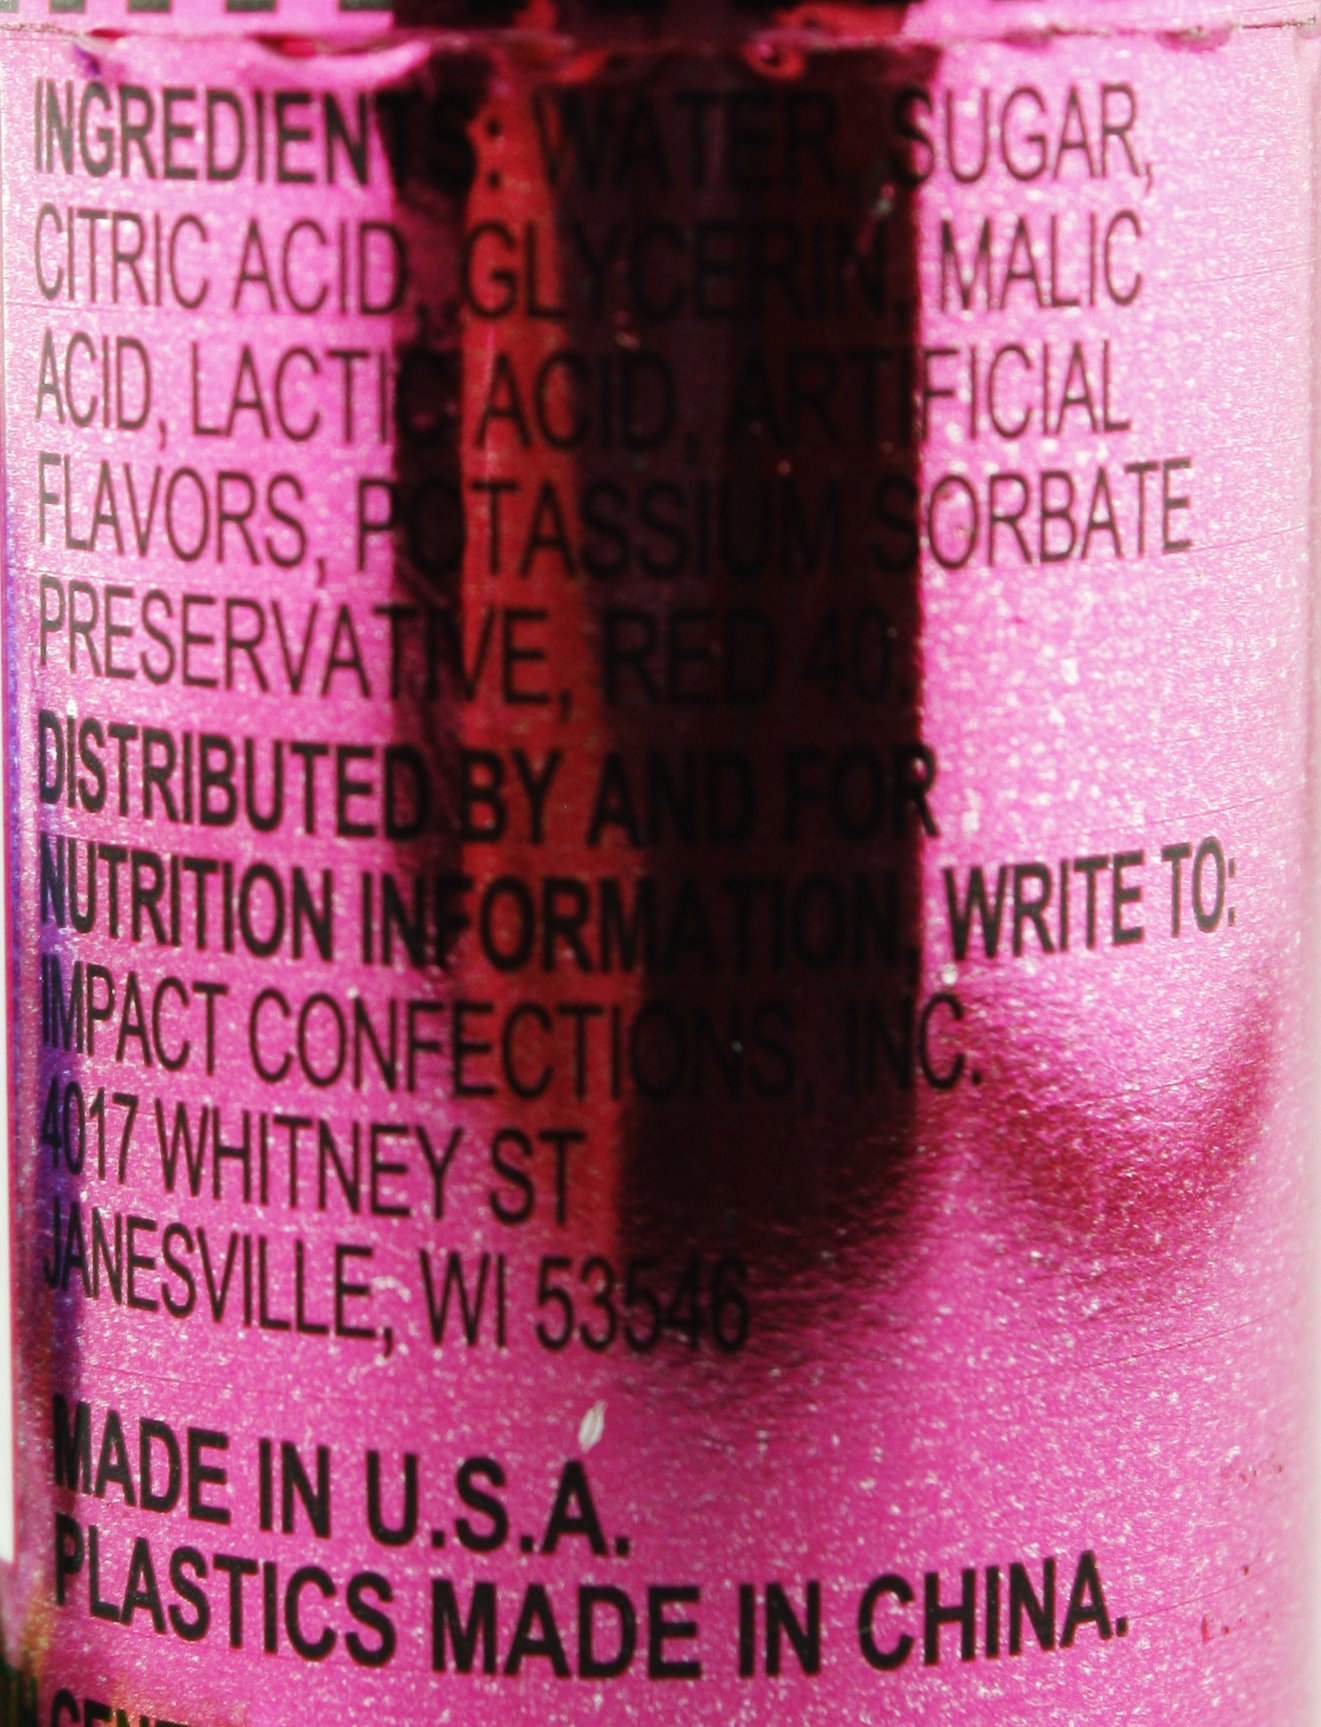 INGREDIENTS: WATER, SUGAR,
CITRIC ACID, GLYCERIN, MALIC
ACID, LACTIC ACID, ARTIFICIAL
FLAVORS, POTASSIUM SORBATE
PRESERVATIVE, RED 40.
DISTRIBUTED BY AND FOR
NUTRITION INFORMATION, WRITE TO:
IMPACT CONFECTIONS, INC.
4017 WHITNEY ST
JANESVILLE, WI 53546
MADE IN U.S.A.
PLASTICS MADE IN CHINA.